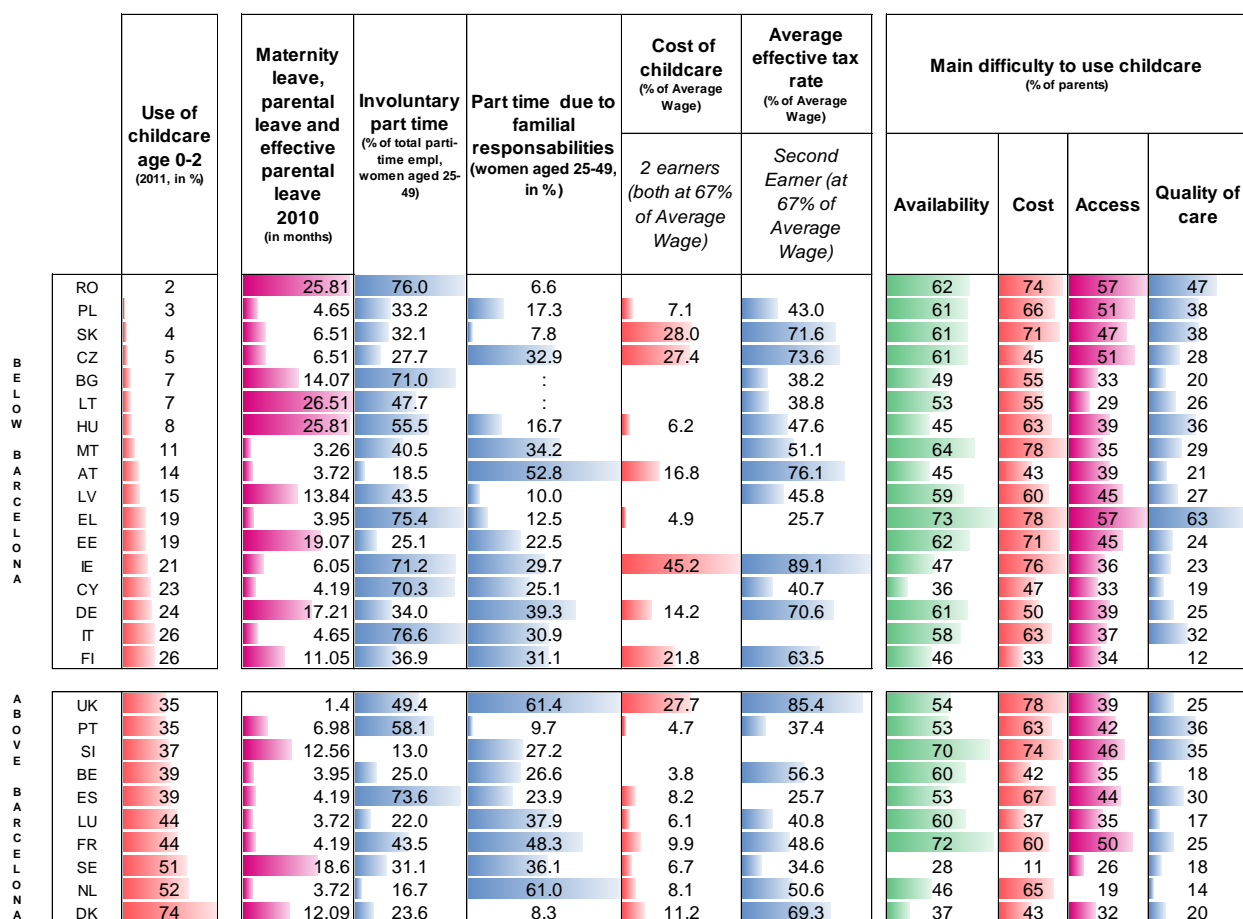 Use of
childcare
age 0-2
(2011, in %)
Maternity
leave,
parental
leave and
effective
parental
leave
2010
(in months)
Involuntary
part time
(% of total parti-
time empl,
women aged 25-
49)
Part time due to
familial
responsabilities
(women aged 25-49,
in %)
Cost of
childcare
(% of Average
Wage)
2 earners
(both at 67%
of Average
Wage)
Average
effective tax
rate
(% of Average
Wage)
Second
Earner (at
67% of
Average
Wage)
Main difficulty to use childcare
(% of parents)
Availability Cost Access Quality of
care
BELOW BARCELONA
RO 2 25.81 76.0 6.6 62 74 57 47
PL 3 4.65 33.2 17.3 7.1 43.0 61 66 51 38
SK 4 6.51 32.1 7.8 28.0 71.6 61 71 47 38
CZ 5 6.51 27.7 32.9 27.4 73.6 61 45 51 28
BG 7 14.07 71.0 : 38.2 49 55 33 20
LT 7 26.51 47.7 : 38.8 53 55 29 26
HU 8 25.81 55.5 16.7 6.2 47.6 45 63 39 36
MT 11 3.26 40.5 34.2 51.1 64 78 35 29
AT 14 3.72 18.5 52.8 16.8 76.1 45 43 39 21
LV 15 13.84 43.5 10.0 45.8 59 60 45 27
EL 19 3.95 75.4 12.5 4.9 25.7 73 78 57 63
EE 19 19.07 25.1 22.5 62 71 45 24
IE 21 6.05 71.2 29.7 45.2 89.1 47 76 36 23
CY 23 4.19 70.3 25.1 40.7 36 47 33 19
DE 24 17.21 34.0 39.3 14.2 70.6 61 50 39 25
IT 26 4.65 76.6 30.9 58 63 37 32
FI 26 11.05 36.9 31.1 21.8 63.5 46 33 34 12
ABOVE BARCELONA
UK 35 1.4 49.4 61.4 27.7 85.4 54 78 39 25
PT 35 6.98 58.1 9.7 4.7 37.4 53 63 42 36
SI 37 12.56 13.0 27.2 70 74 46 35
BE 39 3.95 25.0 26.6 3.8 56.3 60 42 35 18
ES 39 4.19 73.6 23.9 8.2 25.7 53 67 44 30
LU 44 3.72 22.0 37.9 6.1 40.8 60 37 35 17
FR 44 4.19 43.5 48.3 9.9 48.6 72 60 50 25
SE 51 18.6 31.1 36.1 6.7 34.6 28 11 26 18
NL 52 3.72 16.7 61.0 8.1 50.6 46 65 19 14
DK 74 12.09 23.6 8.3 11.2 69.3 37 43 32 20